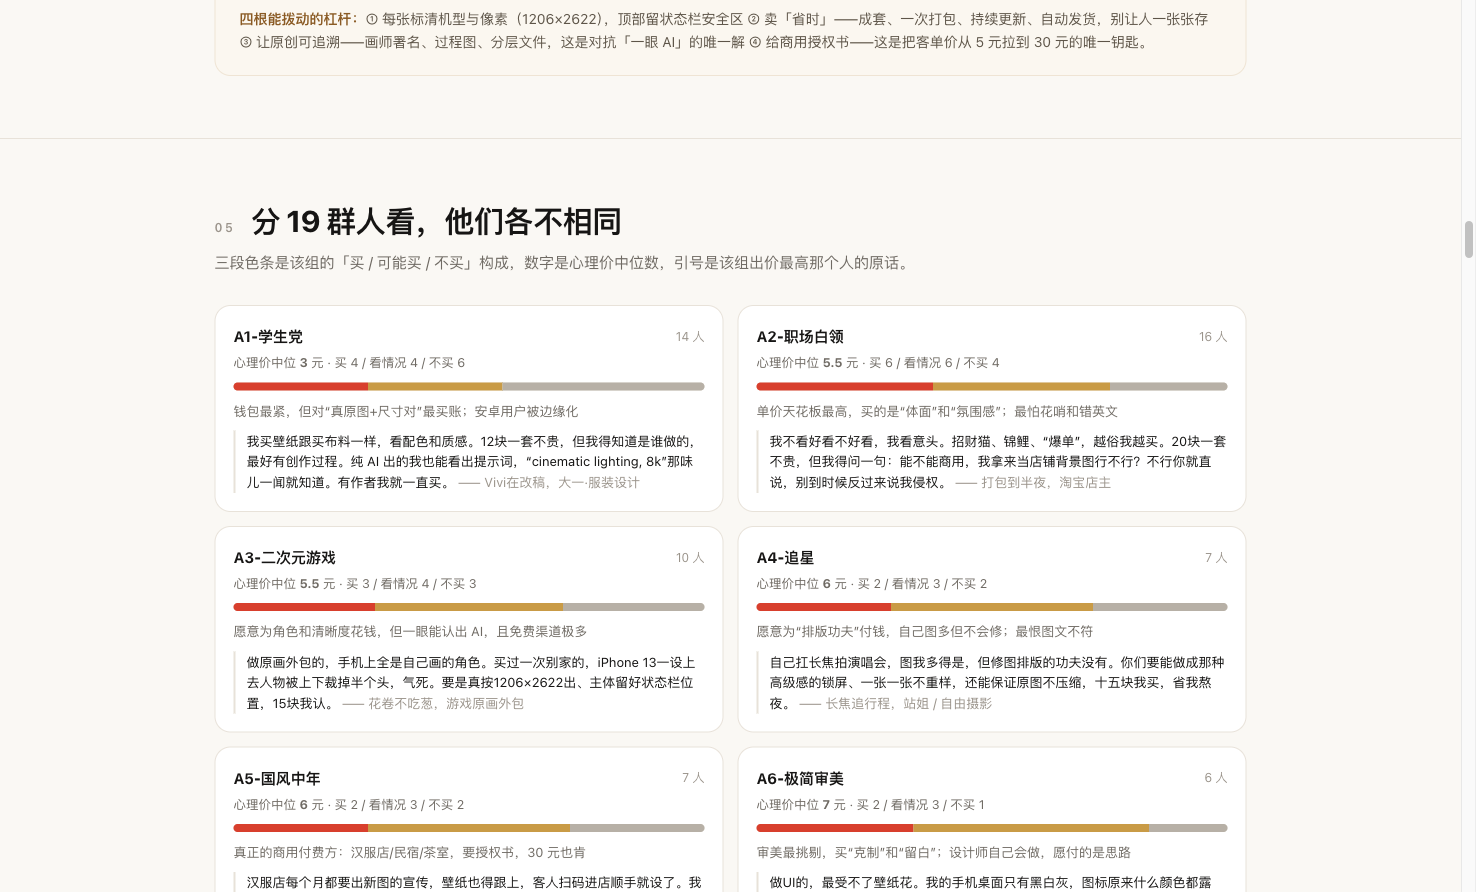 四根能拨动的杠杆：① 每张标清机型与像素（1206×2622），顶部留状态栏安全区 ② 卖「省时」——成套、一次打包、持续更新、自动发货，别让人一张张存
③ 让原创可追溯——画师署名、过程图、分层文件，这是对抗「一眼 AI」的唯一解 ④ 给商用授权书——这是把客单价从 5 元拉到 30 元的唯一钥匙。
05 分 19 群人看，他们各不相同
三段色条是该组的「买 / 可能买 / 不买」构成，数字是心理价中位数，引号是该组出价最高那个人的原话。
A1-学生党 14 人
心理价中位 3 元 · 买 4 / 看情况 4 / 不买 6
钱包最紧，但对“真原图+尺寸对”最买账；安卓用户被边缘化
我买壁纸跟买布料一样，看配色和质感。12块一套不贵，但我得知道是谁做的，
最好有创作过程。纯 AI 出的我也能看出提示词，“cinematic lighting, 8k”那味
儿一闻就知道。有作者我就一直买。 —— Vivi在改稿，大一·服装设计
A2-职场白领 16 人
心理价中位 5.5 元 · 买 6 / 看情况 6 / 不买 4
单价天花板最高，买的是“体面”和“氛围感”；最怕花哨和错英文
我不看好看不好看，我看意头。招财猫、锦鲤、“爆单”，越俗我越买。20块一套
不贵，但我得问一句：能不能商用，我拿来当店铺背景图行不行？不行你就直
说，别到时候反过来说我侵权。 —— 打包到半夜，淘宝店主
A3-二次元游戏 10 人
心理价中位 5.5 元 · 买 3 / 看情况 4 / 不买 3
愿意为角色和清晰度花钱，但一眼能认出 AI，且免费渠道极多
做原画外包的，手机上全是自己画的角色。买过一次别家的，iPhone 13一设上
去人物被上下裁掉半个头，气死。要是真按1206×2622出、主体留好状态栏位
置，15块我认。 —— 花卷不吃葱，游戏原画外包
A4-追星 7 人
心理价中位 6 元 · 买 2 / 看情况 3 / 不买 2
愿意为“排版功夫”付钱，自己图多但不会修；最恨图文不符
自己扛长焦拍演唱会，图我多得是，但修图排版的功夫没有。你们要能做成那种
高级感的锁屏、一张一张不重样，还能保证原图不压缩，十五块我买，省我熬
夜。 —— 长焦追行程，站姐 / 自由摄影
A5-国风中年 7 人
心理价中位 6 元 · 买 2 / 看情况 3 / 不买 2
真正的商用付费方：汉服店/民宿/茶室，要授权书，30 元也肯
汉服店每个月都要出新图的宣传，壁纸也得跟上，客人扫码进店顺手就设了。我
A6-极简审美 6 人
心理价中位 7 元 · 买 2 / 看情况 3 / 不买 1
审美最挑剔，买“克制”和“留白”；设计师自己会做，愿付的是思路
做UI的，最受不了壁纸花。我的手机桌面只有黑白灰，图标原来什么颜色都露